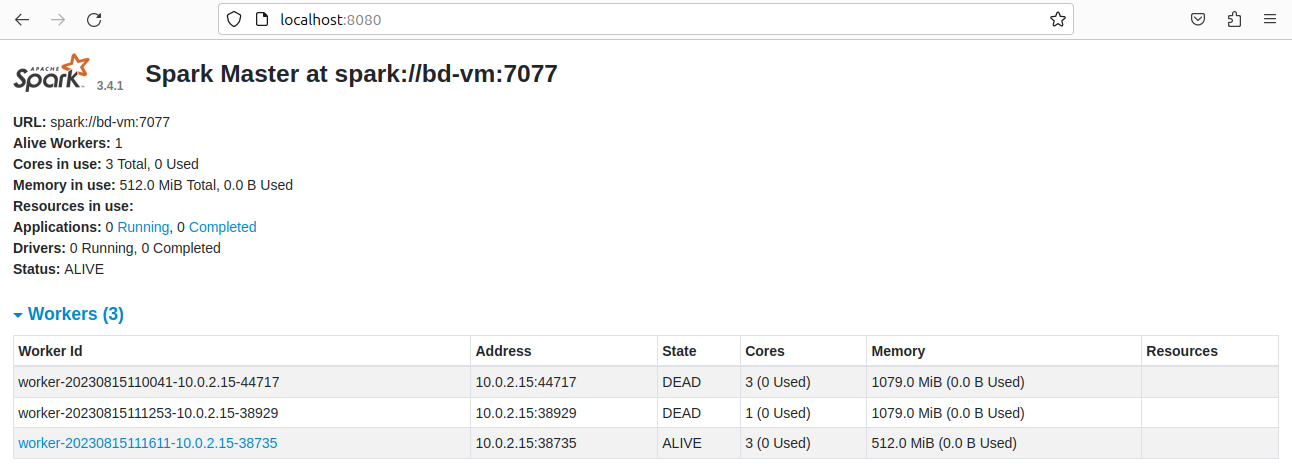 localhost:8080
APACHE
Spark 3.4.1 Spark Master at spark://bd-vm:7077
URL: spark://bd-vm:7077
Alive Workers: 1
Cores in use: 3 Total, 0 Used
Memory in use: 512.0 MiB Total, 0.0 B Used
Resources in use:
Applications: 0 Running, 0 Completed
Drivers: 0 Running, 0 Completed
Status: ALIVE
Workers (3)
Worker Id Address State Cores Memory Resources
worker-20230815110041-10.0.2.15-44717 10.0.2.15:44717 DEAD 3 (0 Used) 1079.0 MiB (0.0 B Used)
worker-20230815111253-10.0.2.15-38929 10.0.2.15:38929 DEAD 1 (0 Used) 1079.0 MiB (0.0 B Used)
worker-20230815111611-10.0.2.15-38735 10.0.2.15:38735 ALIVE 3 (0 Used) 512.0 MiB (0.0 B Used)